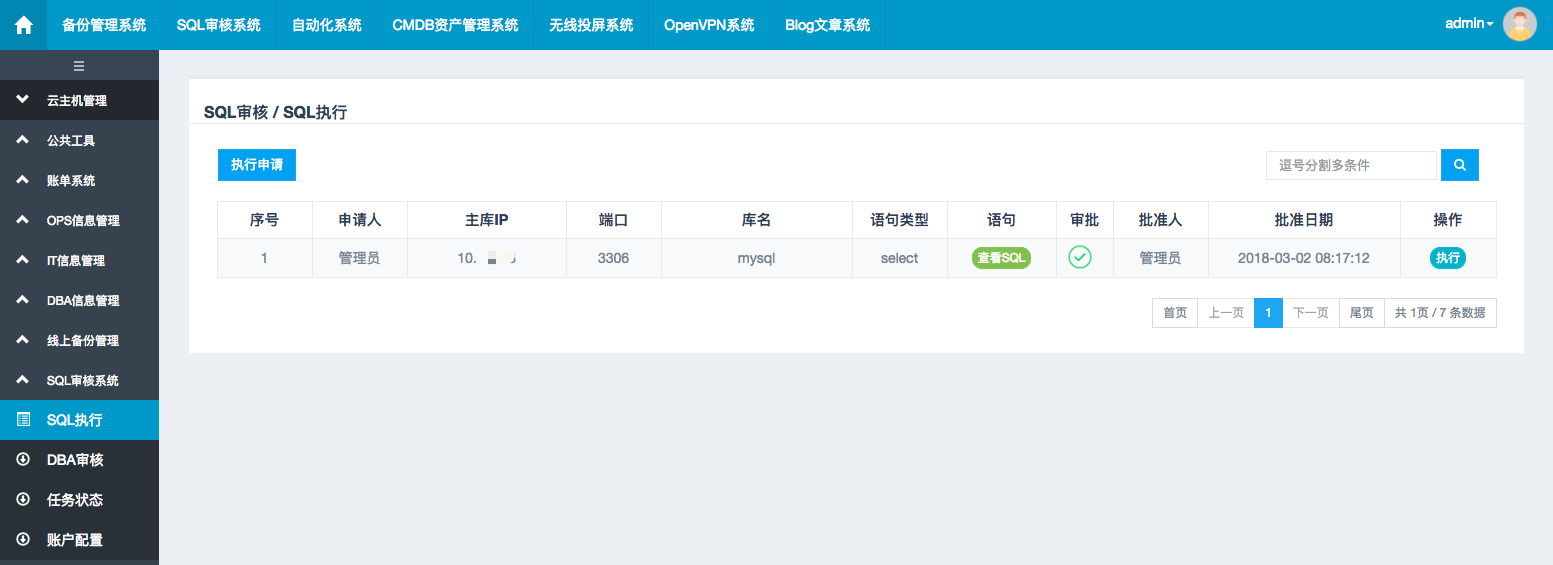 备份管理系统 SQL审核系统 自动化系统 CMDB资产管理系统 无线投屏系统 OpenVPN系统 Blog文章系统 admin
云主机管理
公共工具
账单系统
OPS信息管理
IT信息管理
DBA信息管理
线上备份管理
SQL审核系统
SQL执行
DBA审核
任务状态
账户配置
SQL审核 / SQL执行
执行申请 逗号分割多条件
序号 申请人 主库IP 端口 库名 语句类型 语句 审批 批准人 批准日期 操作
1 管理员 10. 3306 mysql select 查看SQL 管理员 2018-03-02 08:17:12 执行
首页 上一页 1 下一页 尾页 共 1页 / 7 条数据